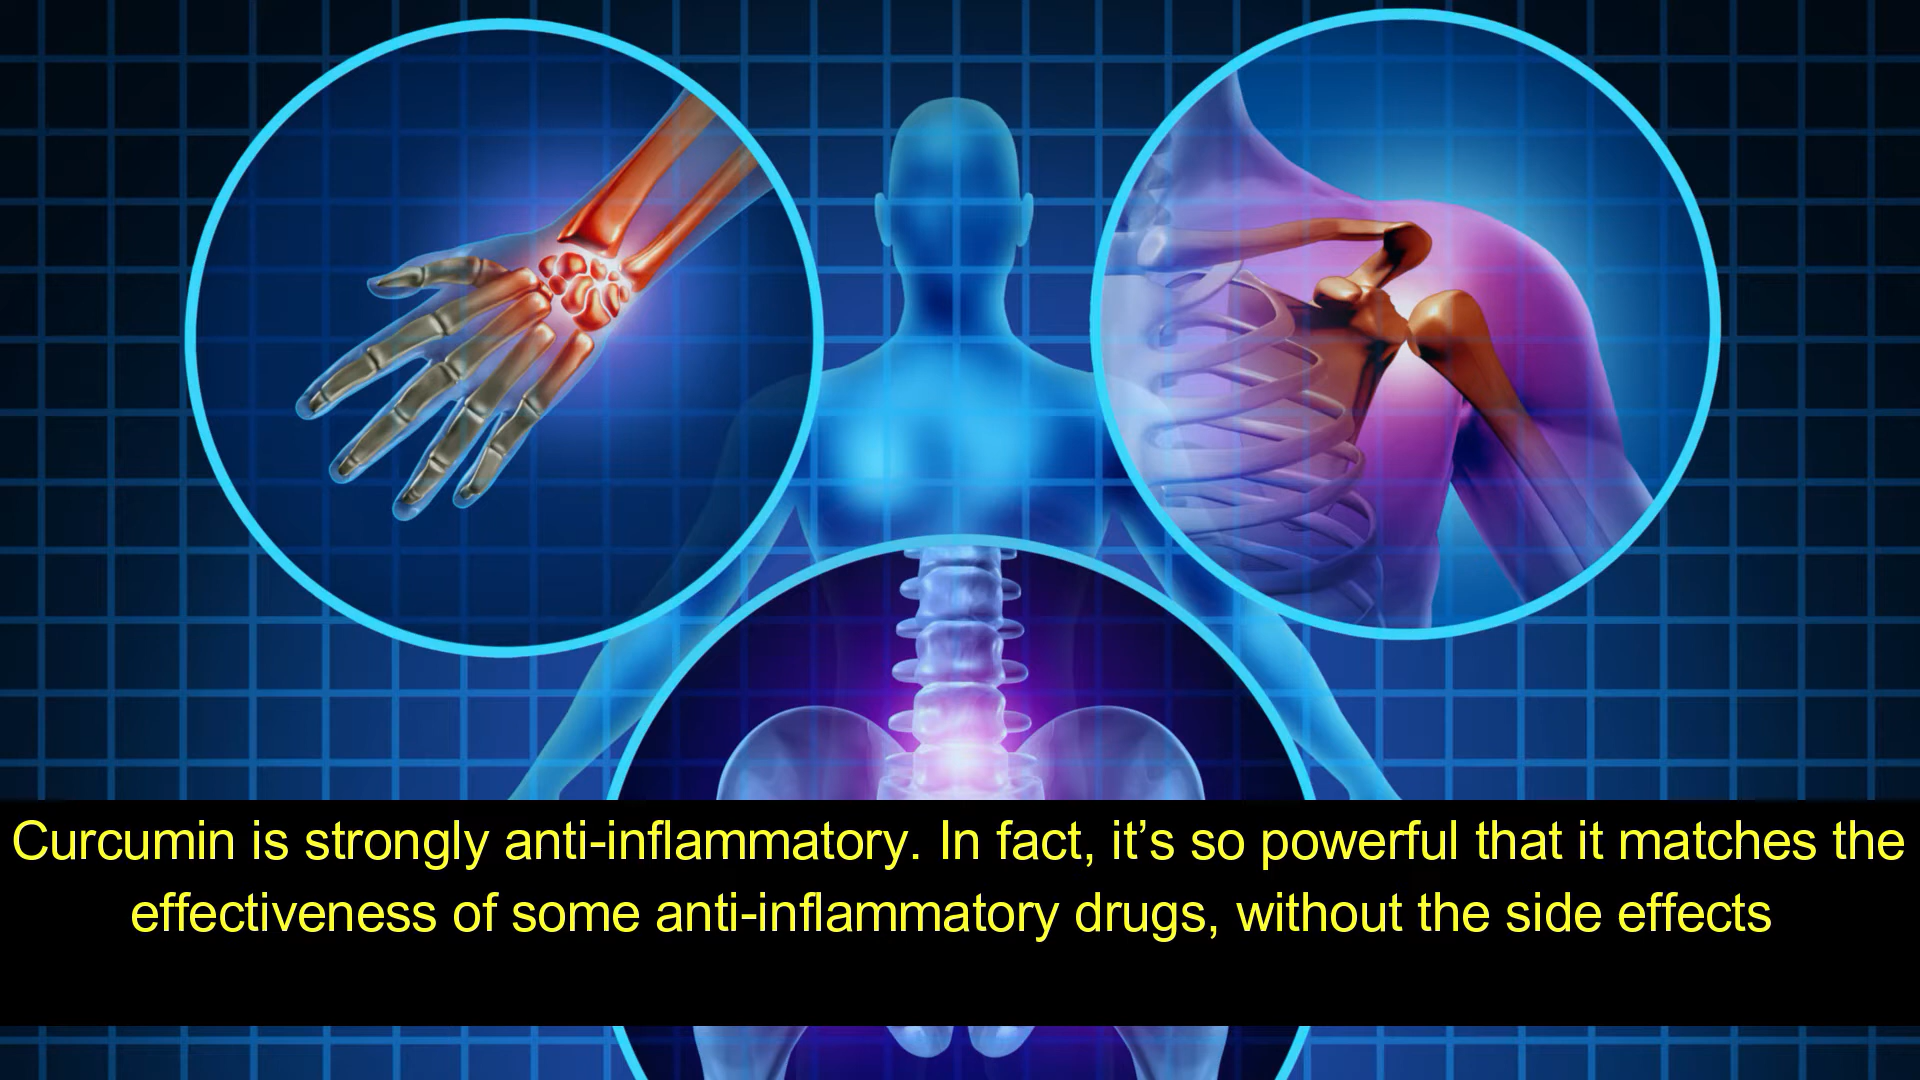 Curcumin is strongly anti-inflammatory. In fact, it’s so powerful that it matches the
effectiveness of some anti-inflammatory drugs, without the side effects